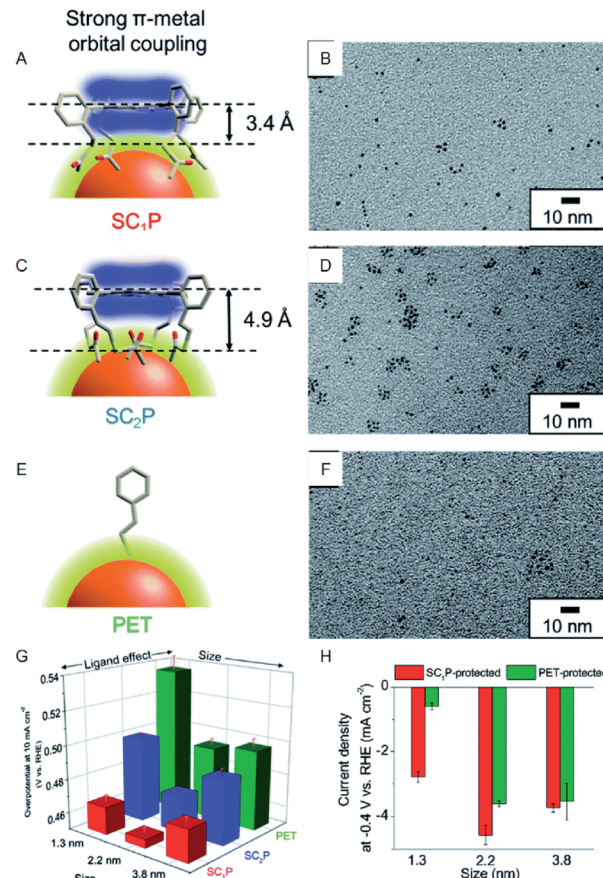 Strong π-metal
orbital coupling
A
3.4 Å
SC₁P
B
10 nm
C
4.9 Å
SC₂P
D
10 nm
E
PET
F
10 nm
G
Ligand effect
Size
Overpotential at 10 mA cm⁻²
(V vs. RHE)
0.54
0.52
0.50
0.48
0.46
1.3 nm
2.2 nm
3.8 nm
Size
SC₁P
SC₂P
PET
H
SC₁P-protected
PET-protected
Current density
at -0.4 V vs. RHE (mA cm⁻²)
0
-2
-4
1.3
2.2
3.8
Size (nm)